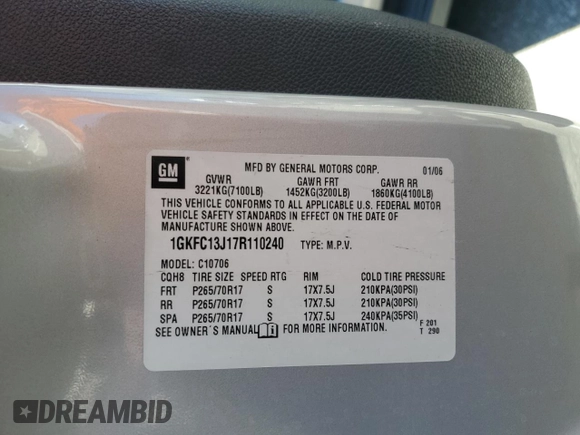 GM
MFD BY GENERAL MOTORS CORP. 01/06
GVWR GAWR FRT GAWR RR
3221KG(7100LB) 1452KG(3200LB) 1860KG(4100LB)
THIS VEHICLE CONFORMS TO ALL APPLICABLE U.S. FEDERAL MOTOR
VEHICLE SAFETY STANDARDS IN EFFECT ON THE DATE OF
MANUFACTURE SHOWN ABOVE.
1GKFC13J17R110240 TYPE: M.P.V.
MODEL: C10706
CQH8 TIRE SIZE SPEED RTG RIM COLD TIRE PRESSURE
FRT P265/70R17 S 17X7.5J 210KPA(30PSI)
RR P265/70R17 S 17X7.5J 210KPA(30PSI)
SPA P265/70R17 S 17X7.5J 240KPA(35PSI)
SEE OWNER'S MANUAL FOR MORE INFORMATION.
F 201
T 290
DREAMBID